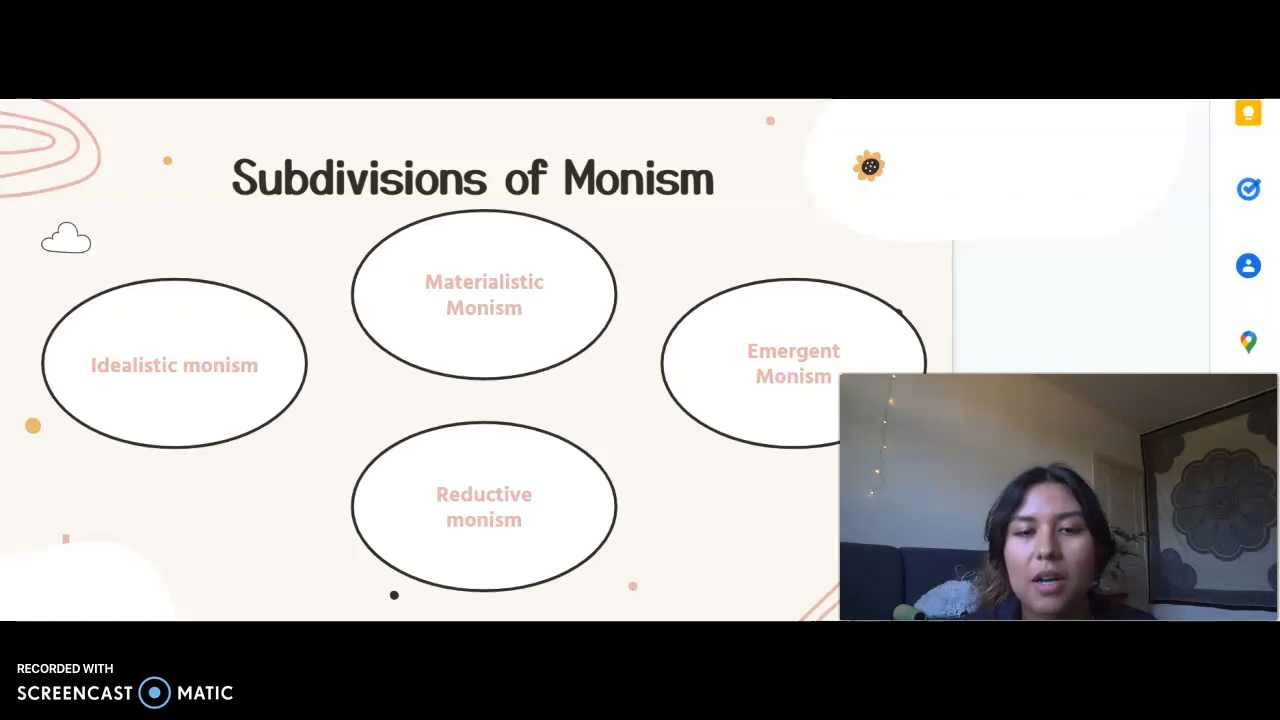 Subdivisions of Monism
Materialistic
Monism
Idealistic monism
Emergent
Monism
Reductive
monism
RECORDED WITH
SCREENCAST MATIC